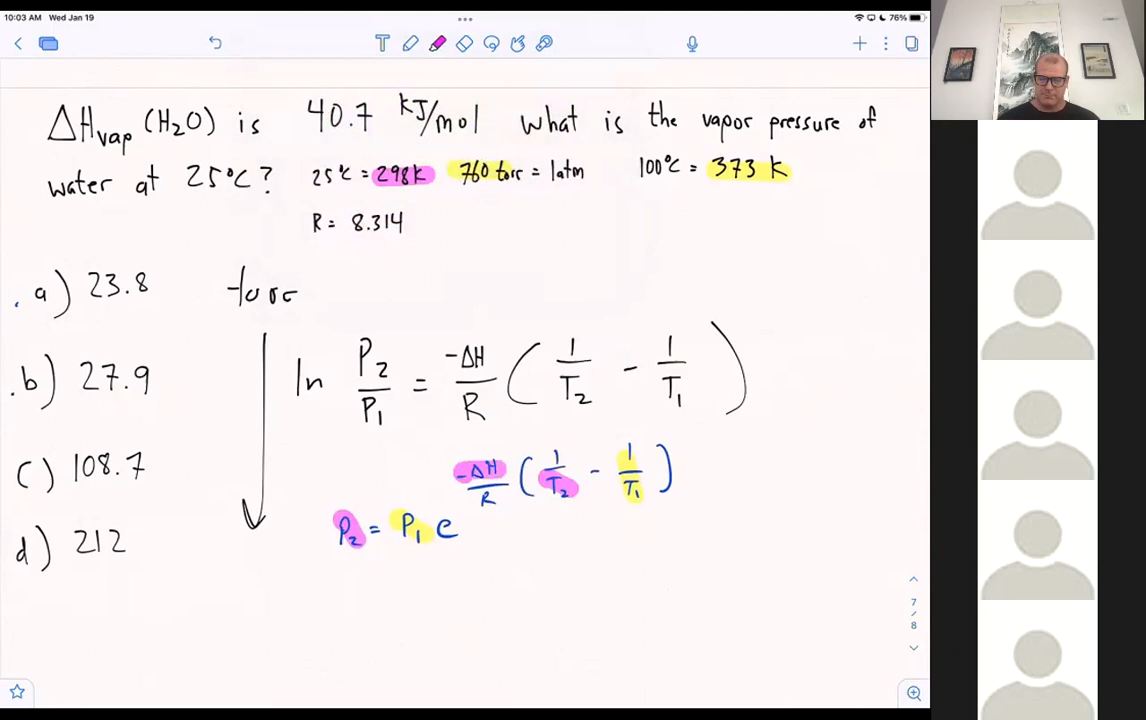 10:03 AM Wed Jan 19
76%
ΔHvap (H2O) is 40.7 kJ/mol what is the vapor pressure of
water at 25°C? 25°C = 298K 760 torr = 1atm 100°C = 373 K
R = 8.314
a) 23.8 torr
b) 27.9
c) 108.7
d) 212
ln P2/P1 = -ΔH/R (1/T2 - 1/T1)
P2 = P1 e -ΔH/R (1/T2 - 1/T1)
7/8